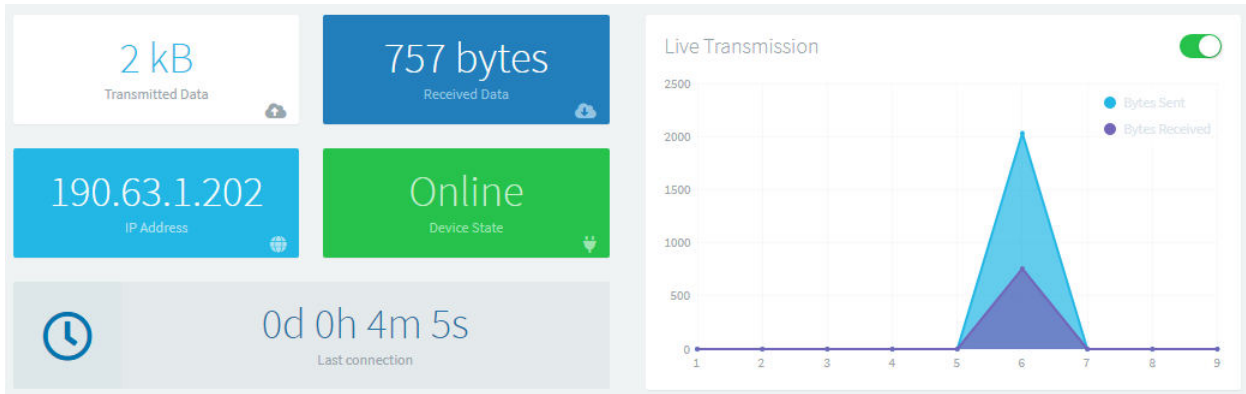 2 kB
Transmitted Data
757 bytes
Received Data
190.63.1.202
IP Address
Online
Device State
0d 0h 4m 5s
Last connection
Live Transmission
2500
2000
1500
1000
500
0
Bytes Sent
Bytes Received
1 2 3 4 5 6 7 8 9